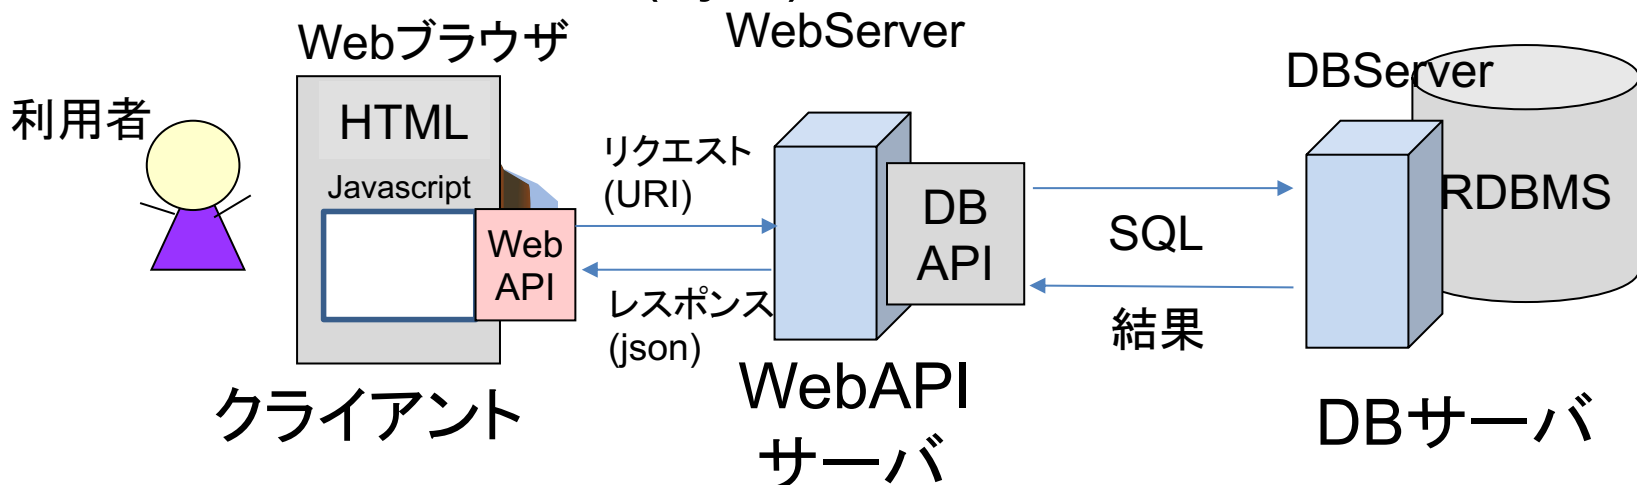 WebServer
Webブラウザ
DBServer
利用者
HTML
Javascript
Web
API
リクエスト
(URI)
レスポンス
(json)
DB
API
SQL
結果
RDBMS
クライアント
WebAPI
サーバ
DBサーバ